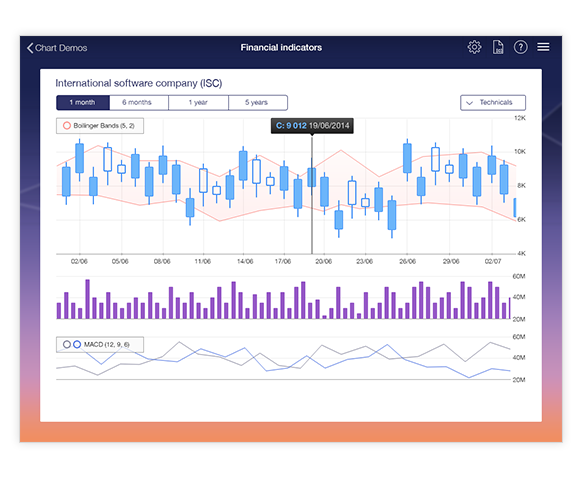 Chart Demos
Financial indicators
International software company (ISC)
1 month
6 months
1 year
5 years
Technicals
Bollinger Bands (5, 2)
C: 9 012 19/06/2014
12K
10K
8K
6K
4K
02/06
05/06
08/06
11/06
14/06
17/06
20/06
23/06
26/06
29/06
02/07
60M
40M
20M
MACD (12, 9, 6)
60M
40M
20M